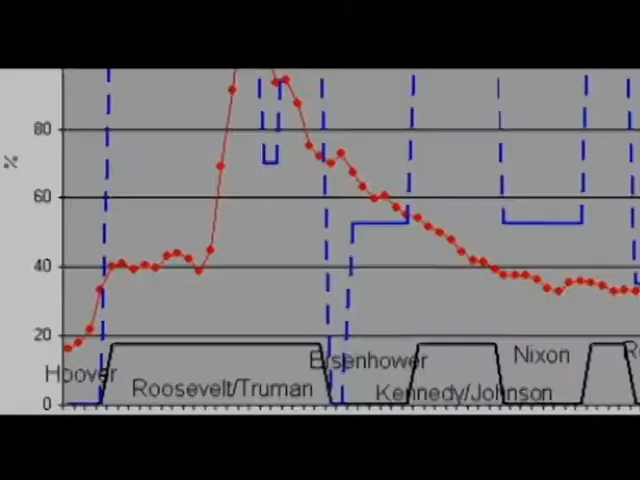 80
%
60
40
20
Hoover
Eisenhower
Nixon
Roosevelt/Truman
Kennedy/Johnson
0